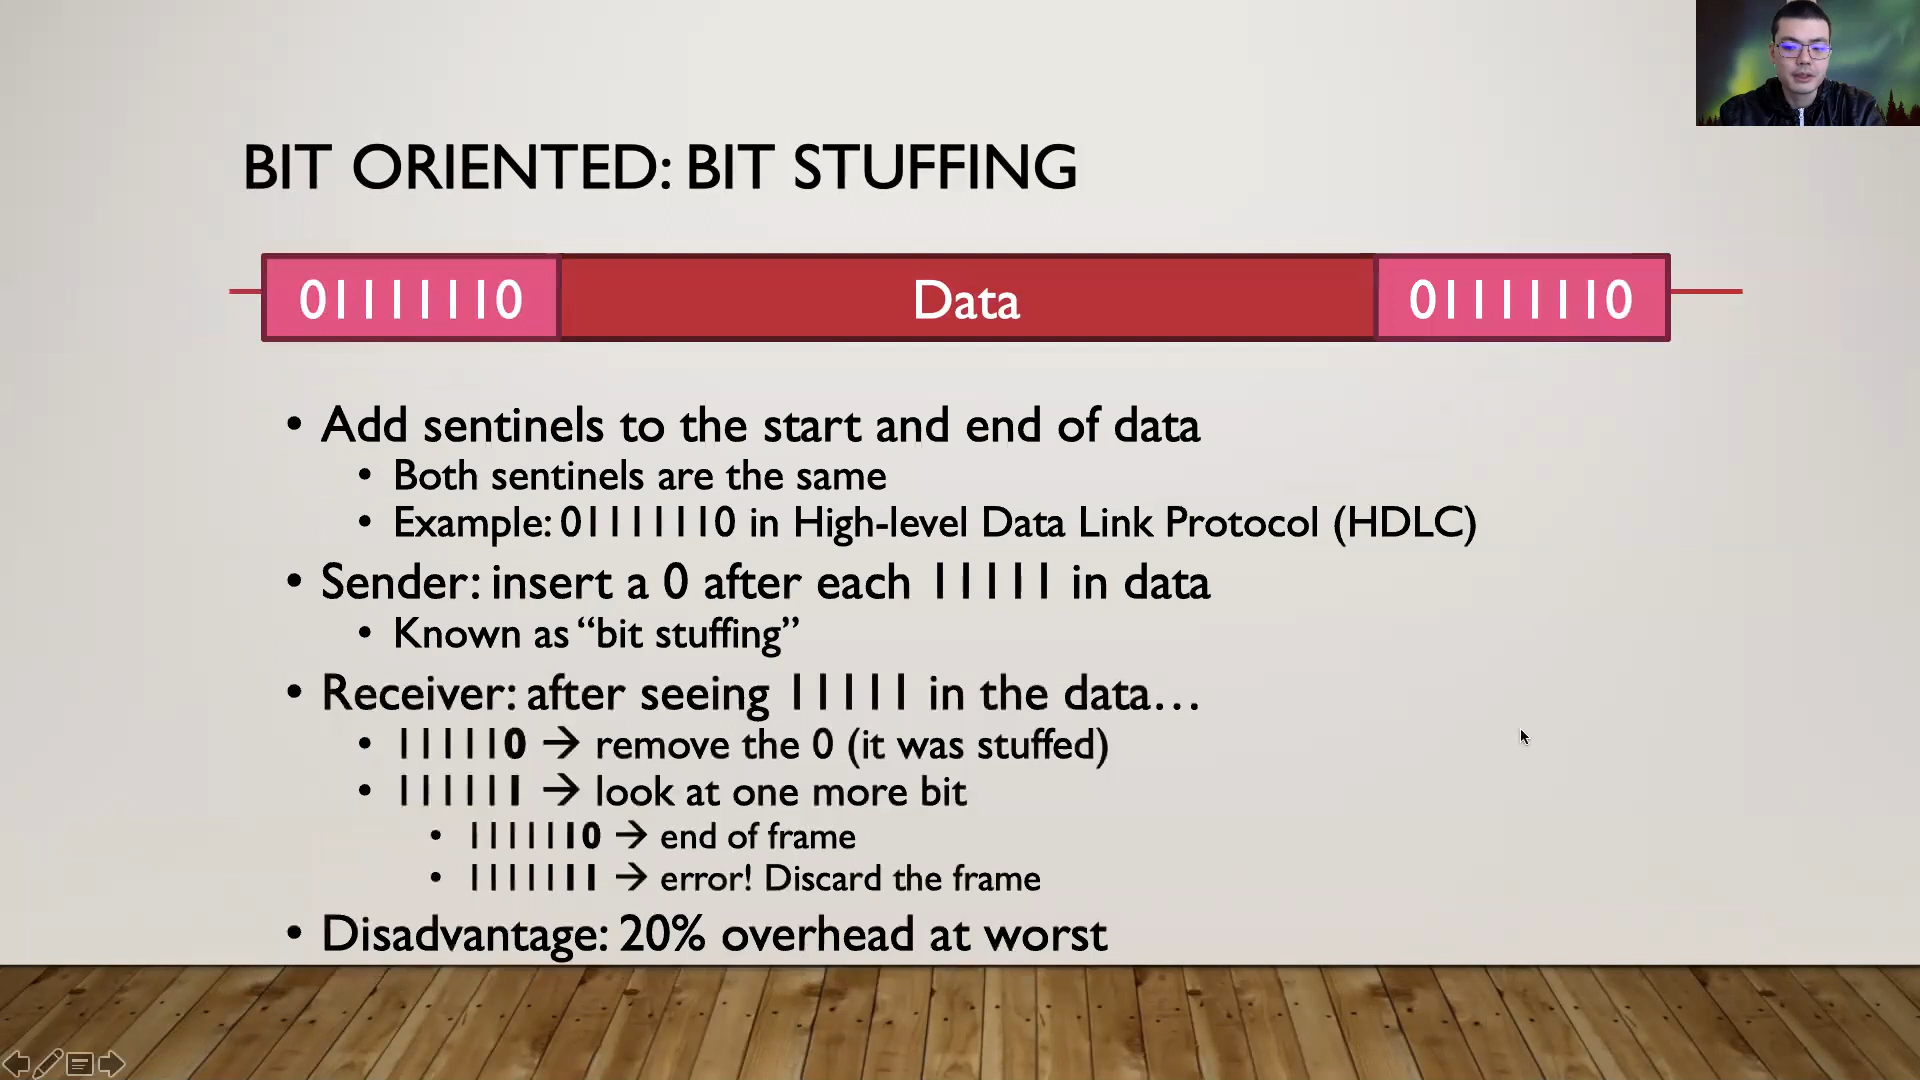 BIT ORIENTED: BIT STUFFING
01111110 Data 01111110
• Add sentinels to the start and end of data
• Both sentinels are the same
• Example: 01111110 in High-level Data Link Protocol (HDLC)
• Sender: insert a 0 after each 11111 in data
• Known as “bit stuffing”
• Receiver: after seeing 11111 in the data…
• 111110 → remove the 0 (it was stuffed)
• 111111 → look at one more bit
• 1111110 → end of frame
• 1111111 → error! Discard the frame
• Disadvantage: 20% overhead at worst